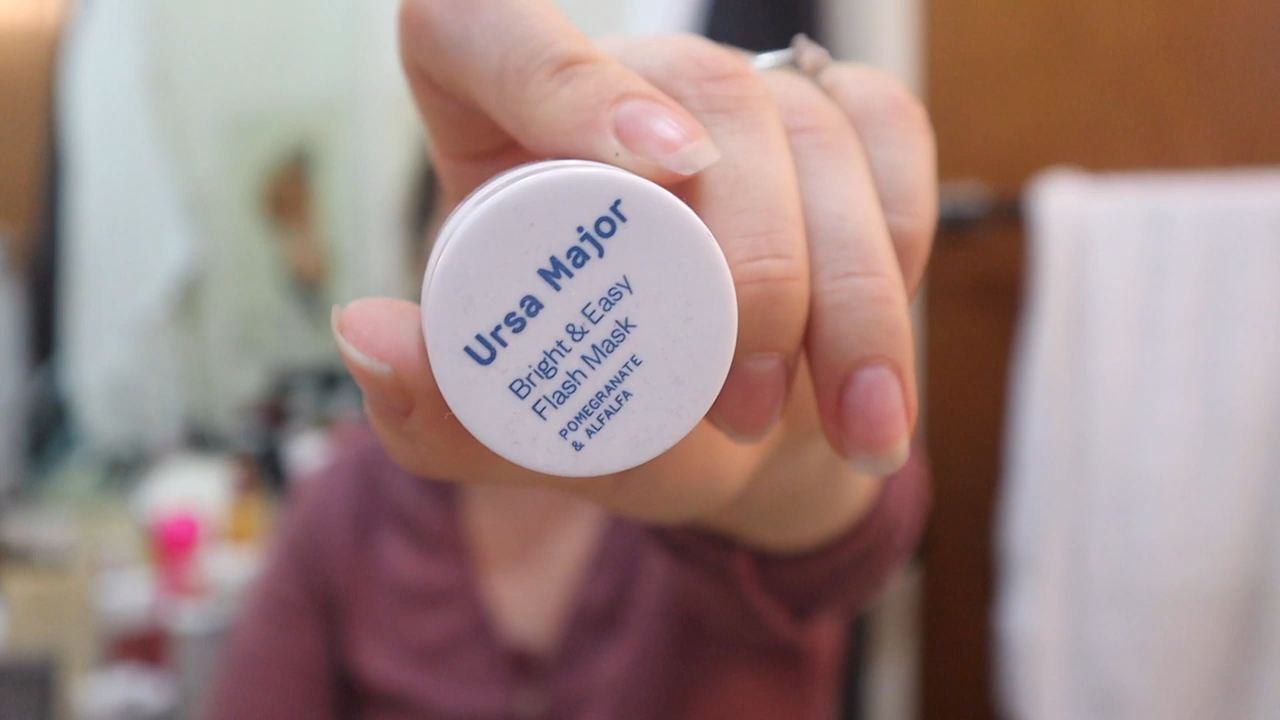 Ursa Major
Bright & Easy
Flash Mask
POMEGRANATE
& ALFALFA